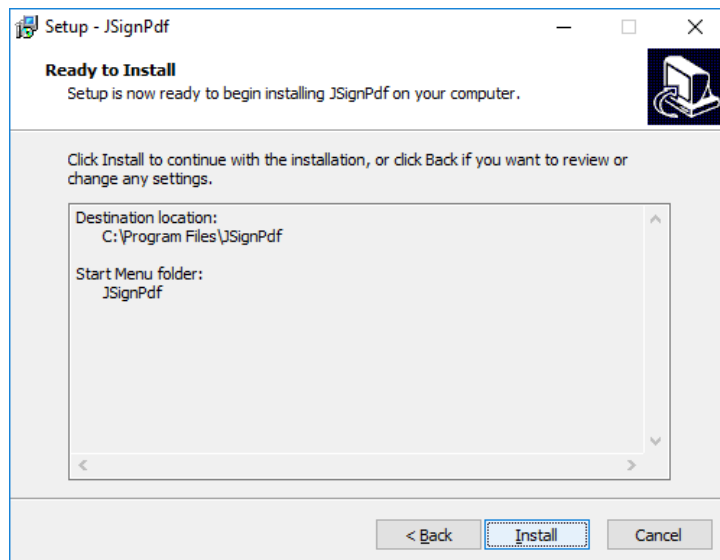 Setup - JSignPdf
Ready to Install
Setup is now ready to begin installing JSignPdf on your computer.
Click Install to continue with the installation, or click Back if you want to review or
change any settings.
Destination location:
C:\Program Files\JSignPdf
Start Menu folder:
JSignPdf
< Back
Install
Cancel